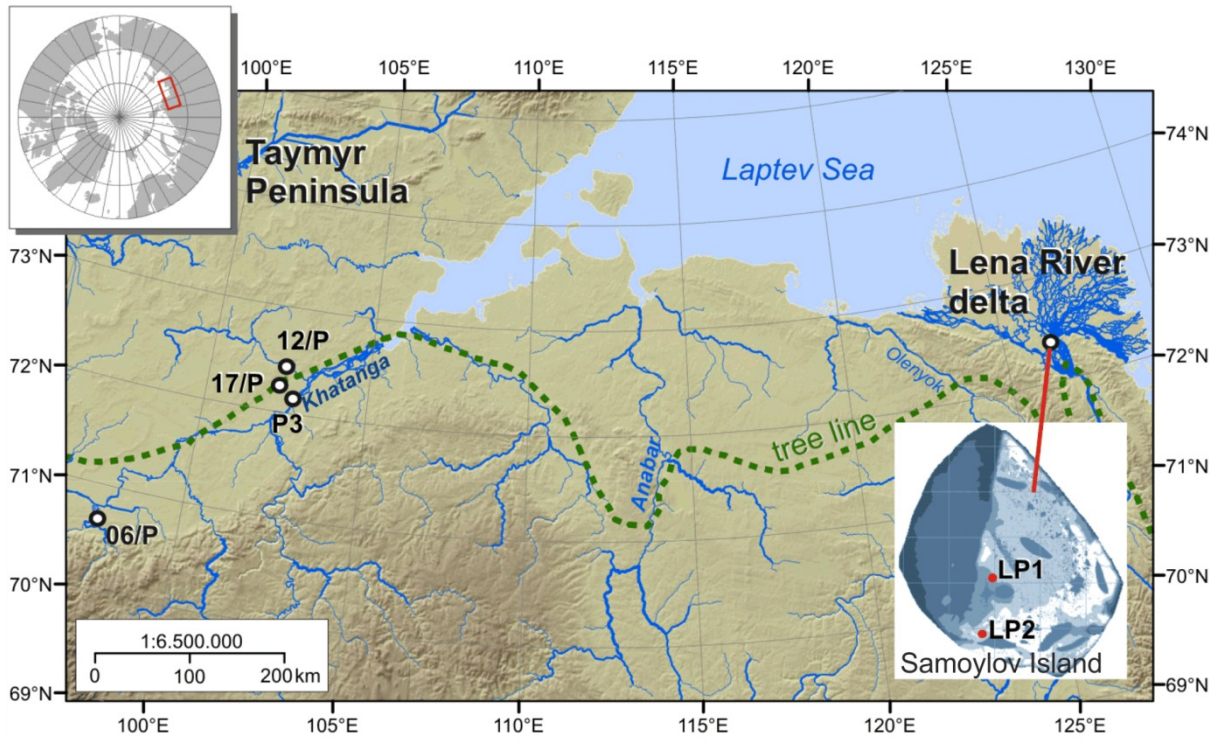 100°E
105°E
110°E
115°E
120°E
125°E
130°E
74°N
Taymyr
Peninsula
Laptev Sea
73°N
73°N
Lena River
delta
12/P
72°N
72°N
17/P
Khatanga
Olenyok
P3
tree line
71°N
71°N
Anabar
06/P
LP1
70°N
70°N
1:6.500.000
LP2
0 100 200 km
Samoylov Island
69°N
69°N
100°E
105°E
110°E
115°E
120°E
125°E